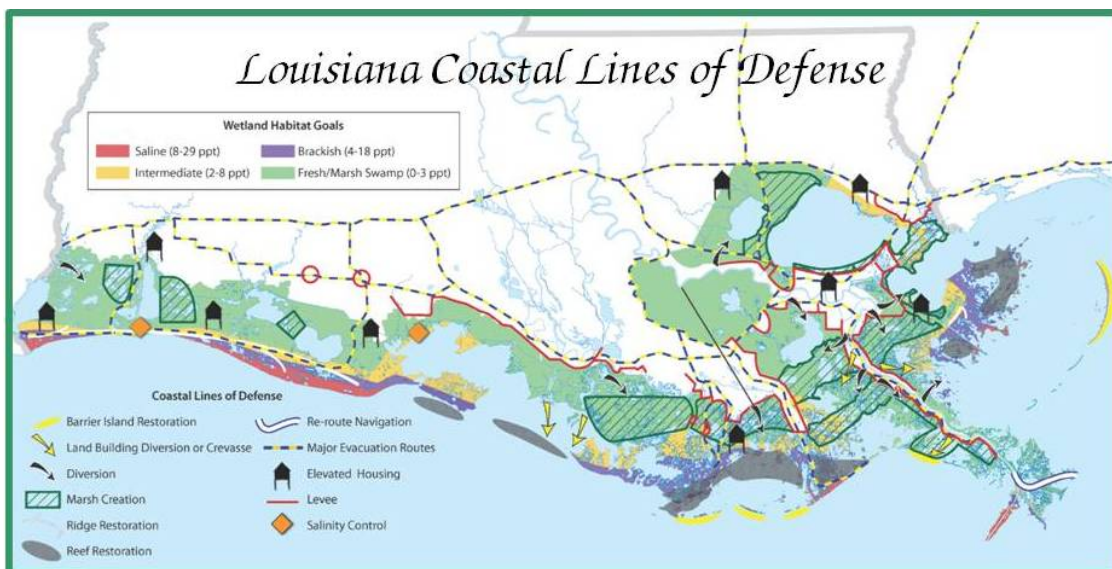 Louisiana Coastal Lines of Defense
Wetland Habitat Goals
Saline (8-29 ppt)
Brackish (4-18 ppt)
Intermediate (2-8 ppt)
Fresh/Marsh Swamp (0-3 ppt)
Coastal Lines of Defense
Barrier Island Restoration
Re-route Navigation
Land Building Diversion or Crevasse
Major Evacuation Routes
Diversion
Elevated Housing
Marsh Creation
Levee
Ridge Restoration
Salinity Control
Reef Restoration